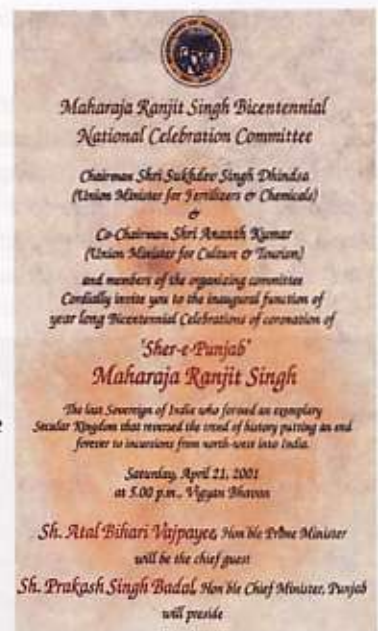 Maharaja Ranjit Singh Bicentennial
National Celebration Committee
Chairman Shri Sukhdev Singh Dhindsa
(Union Minister for Fertilizers & Chemicals)
&
Co-Chairman Shri Ananth Kumar
(Union Minister for Culture & Tourism)
and members of the organizing committee
Cordially invite you to the inaugural function of
year long Bicentennial Celebrations of coronation of
'Sher-e-Punjab'
Maharaja Ranjit Singh
The last Sovereign of India who formed an exemplary
Secular Kingdom that reversed the trend of history putting an end
forever to incursions from north-west into India.
Saturday, April 21, 2001
at 5.00 p.m., Vigyan Bhavan
Sh. Atal Bihari Vajpayee, Hon'ble Prime Minister
will be the chief guest
Sh. Prakash Singh Badal, Hon'ble Chief Minister, Punjab
will preside